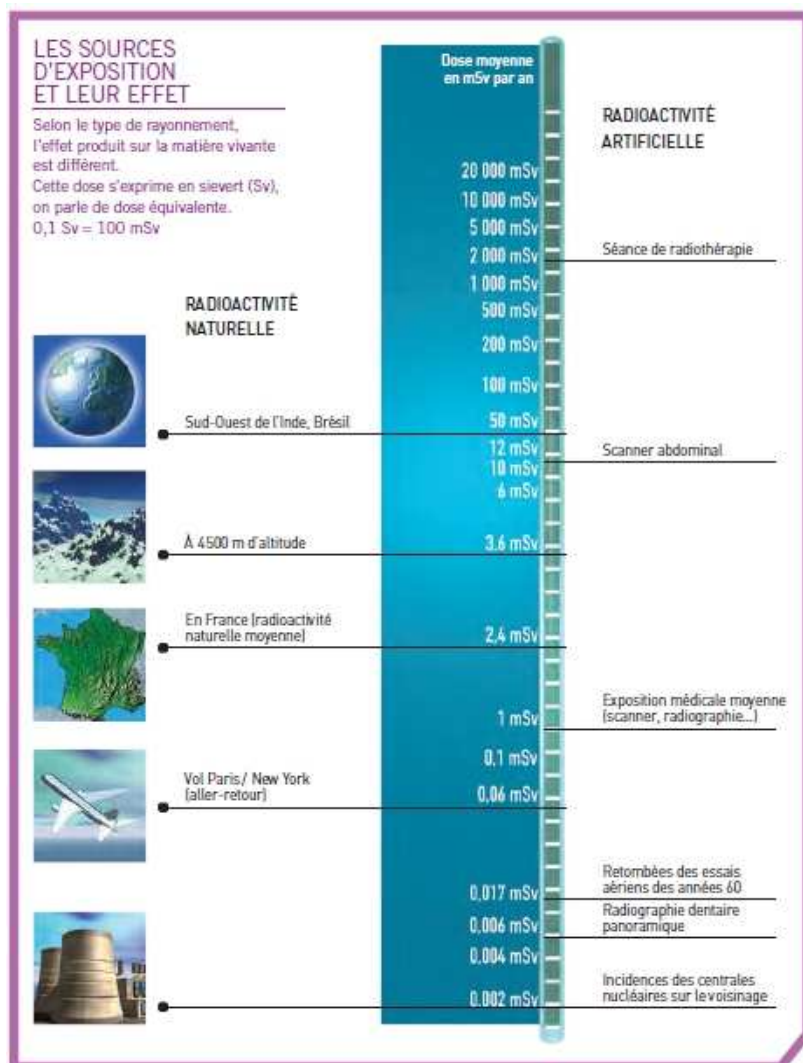 LES SOURCES
D'EXPOSITION
ET LEUR EFFET
Selon le type de rayonnement,
l'effet produit sur la matière vivante
est différent.
Cette dose s'exprime en sievert (Sv),
on parle de dose équivalente.
0,1 Sv = 100 mSv
Dose moyenne
en mSv par an
RADIOACTIVITÉ
ARTIFICIELLE
RADIOACTIVITÉ
NATURELLE
20 000 mSv
10 000 mSv
5 000 mSv
2 000 mSv
Séance de radiothérapie
1 000 mSv
500 mSv
200 mSv
100 mSv
Sud-Ouest de l'Inde, Brésil
50 mSv
12 mSv
Scanner abdominal
10 mSv
6 mSv
À 4500 m d'altitude
3,6 mSv
En France (radioactivité
naturelle moyenne)
2,4 mSv
Exposition médicale moyenne
(scanner, radiographie...)
1 mSv
0,1 mSv
Vol Paris/ New York
(aller-retour)
0,06 mSv
Retombées des essais
aériens des années 60
0,017 mSv
Radiographie dentaire
panoramique
0,006 mSv
0,004 mSv
Incidences des centrales
nucléaires sur le voisinage
0,002 mSv